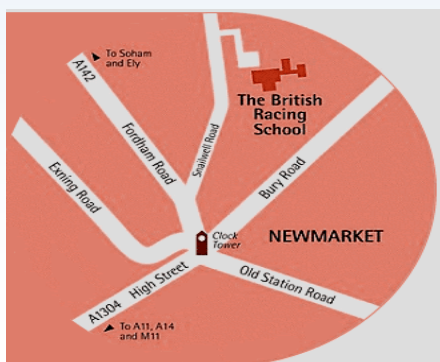 To Soham
and Ely
A142
Fordham Road
Snailwell Road
The British
Racing
School
Bury Road
Exning Road
Clock
Tower
NEWMARKET
Old Station Road
A1304 High Street
To A11, A14
and M11